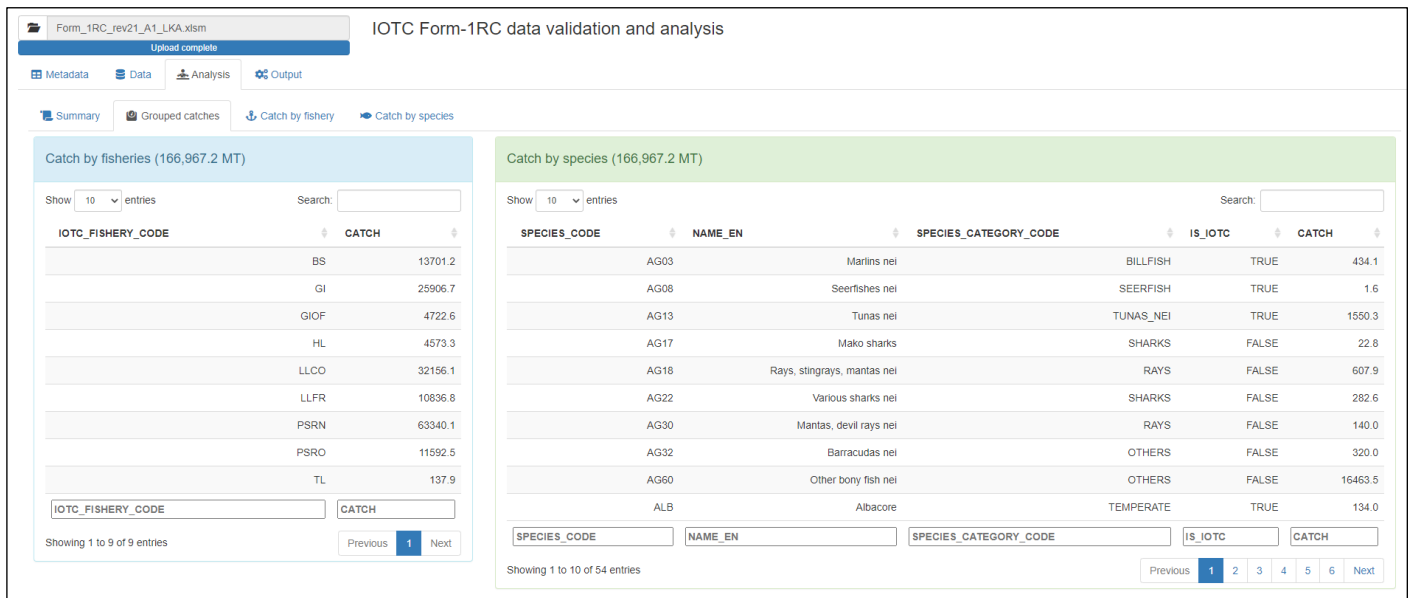 Form_1RC_rev21_A1_LKA.xlsm
Upload complete
IOTC Form-1RC data validation and analysis
Metadata Data Analysis Output
Summary Grouped catches Catch by fishery Catch by species
Catch by fisheries (166,967.2 MT)
Show 10 entries Search:
IOTC_FISHERY_CODE CATCH
BS 13701.2
GI 25906.7
GIOF 4722.6
HL 4573.3
LLCO 32156.1
LLFR 10836.8
PSRN 63340.1
PSRO 11592.5
TL 137.9
IOTC_FISHERY_CODE CATCH
Showing 1 to 9 of 9 entries Previous 1 Next
Catch by species (166,967.2 MT)
Show 10 entries Search:
SPECIES_CODE NAME_EN SPECIES_CATEGORY_CODE IS_IOTC CATCH
AG03 Marlins nei BILLFISH TRUE 434.1
AG08 Seerfishes nei SEERFISH TRUE 1.6
AG13 Tunas nei TUNAS_NEI TRUE 1550.3
AG17 Mako sharks SHARKS FALSE 22.8
AG18 Rays, stingrays, mantas nei RAYS FALSE 607.9
AG22 Various sharks nei SHARKS FALSE 282.6
AG30 Mantas, devil rays nei RAYS FALSE 140.0
AG32 Barracudas nei OTHERS FALSE 320.0
AG60 Other bony fish nei OTHERS FALSE 16463.5
ALB Albacore TEMPERATE TRUE 134.0
SPECIES_CODE NAME_EN SPECIES_CATEGORY_CODE IS_IOTC CATCH
Showing 1 to 10 of 54 entries Previous 1 2 3 4 5 6 Next